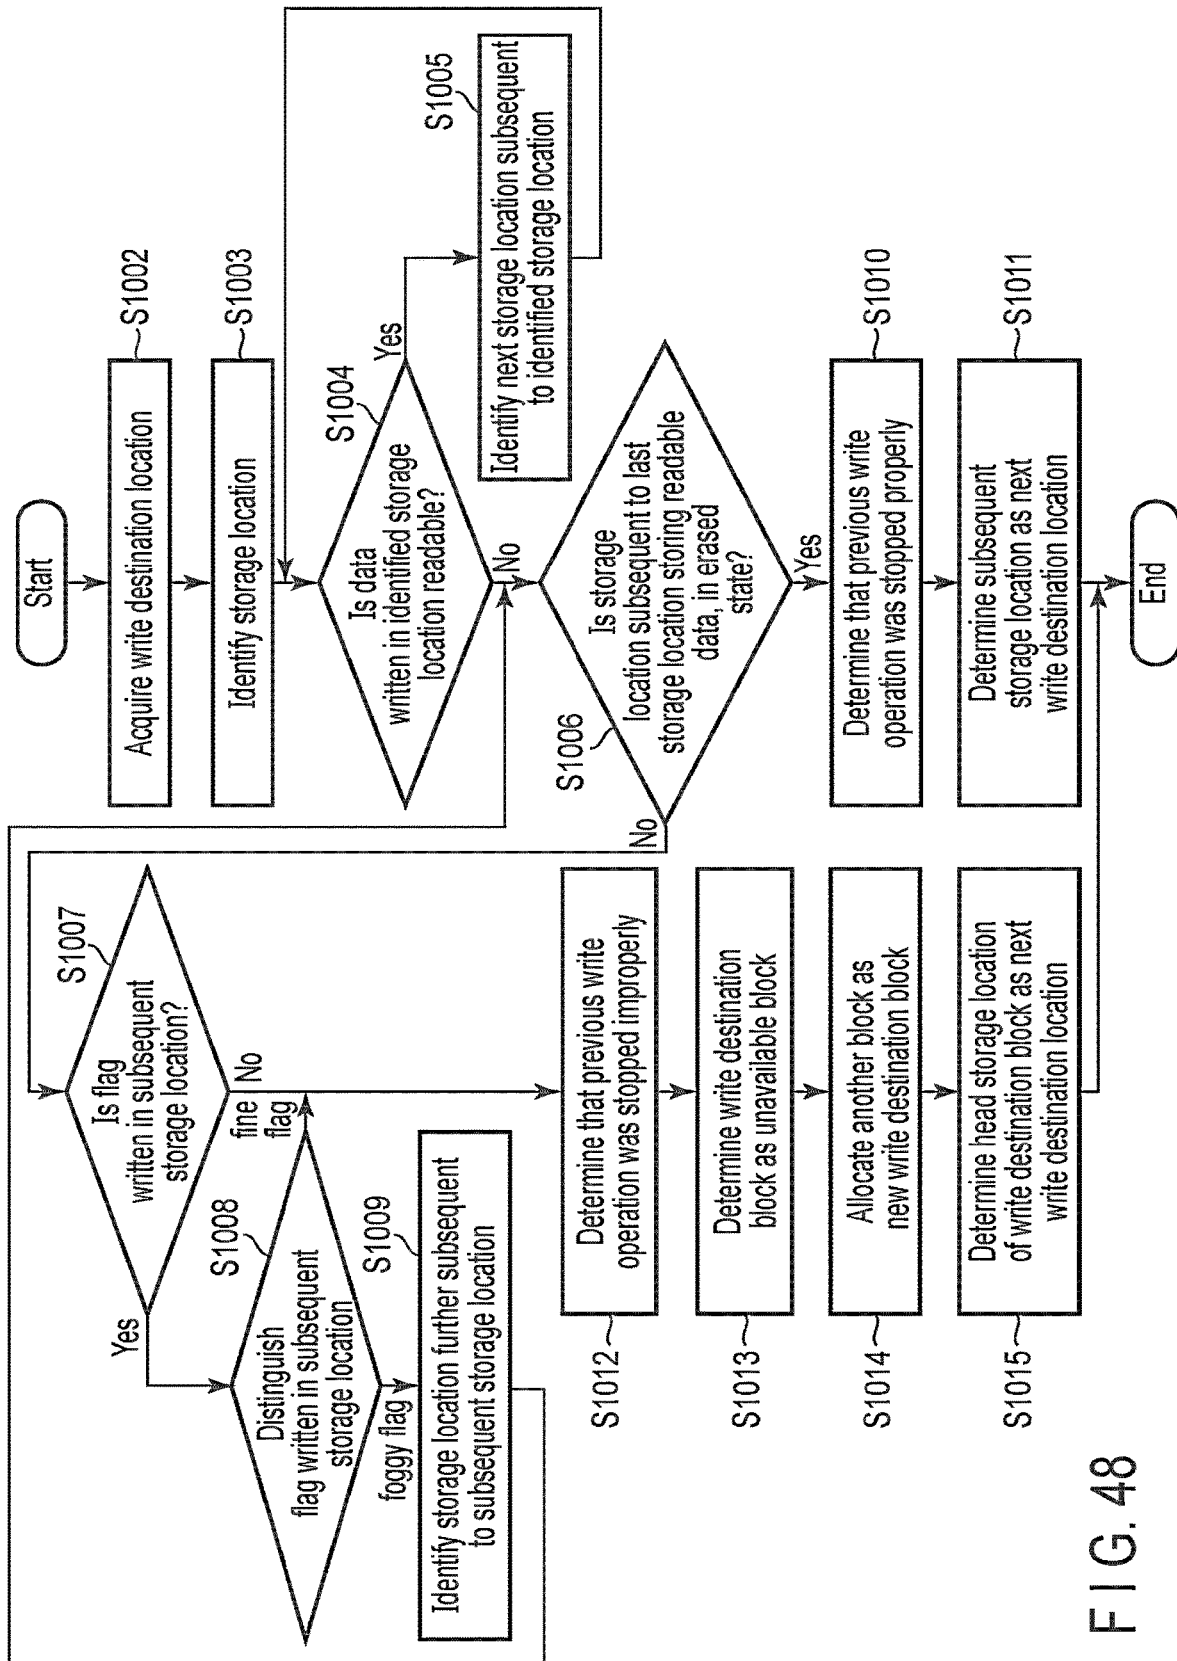 Start
Acquire write destination location
S1002
Identify storage location
S1003
Is data
written in identified storage
location readable?
S1004
Yes
No
Identify next storage location subsequent
to identified storage location
S1005
Is storage
location subsequent to last
storage location storing readable
data, in erased
state?
S1006
No
Yes
Is flag
written in subsequent
storage location?
S1007
Yes
No
Distinguish
flag written in subsequent
storage location
S1008
fine
flag
foggy flag
Identify storage location further subsequent
to subsequent storage location
S1009
Determine that previous write
operation was stopped properly
S1010
Determine subsequent
storage location as next
write destination location
S1011
Determine that previous write
operation was stopped improperly
S1012
Determine write destination
block as unavailable block
S1013
Allocate another block as
new write destination block
S1014
Determine head storage location
of write destination block as next
write destination location
S1015
End
FIG. 48